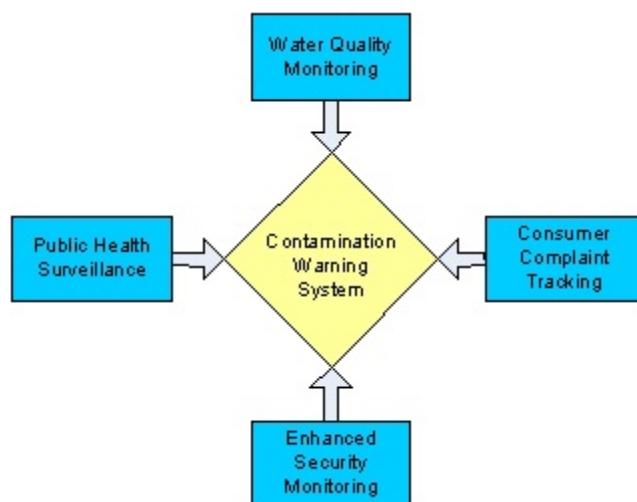 Water Quality
Monitoring
Public Health
Surveillance
Contamination
Warning
System
Consumer
Complaint
Tracking
Enhanced
Security
Monitoring